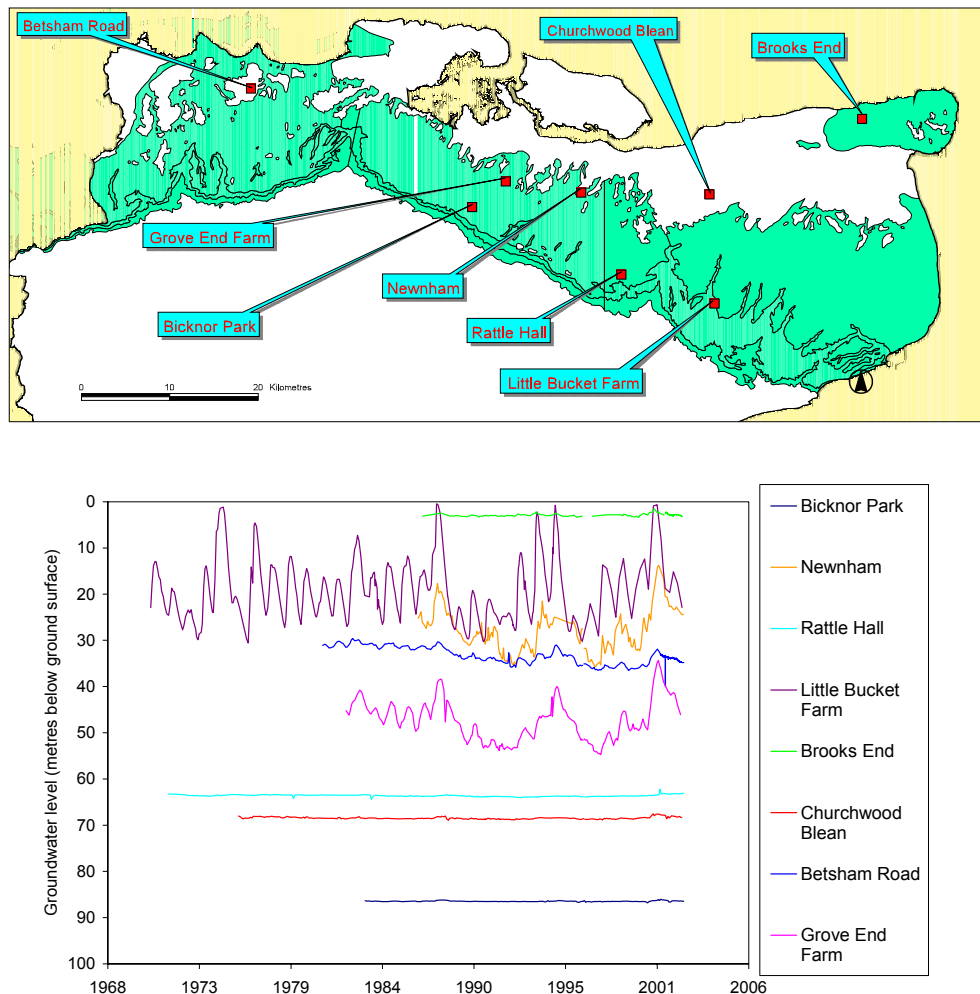 Betsham Road
Churchwood Blean
Brooks End
Grove End Farm
Newnham
Bicknor Park
Rattle Hall
Little Bucket Farm
0 10 20 Kilometres
Groundwater level (metres below ground surface)
0
10
20
30
40
50
60
70
80
90
100
1968 1973 1979 1984 1990 1995 2001 2006
Bicknor Park
Newnham
Rattle Hall
Little Bucket
Farm
Brooks End
Churchwood
Blean
Betsham Road
Grove End
Farm